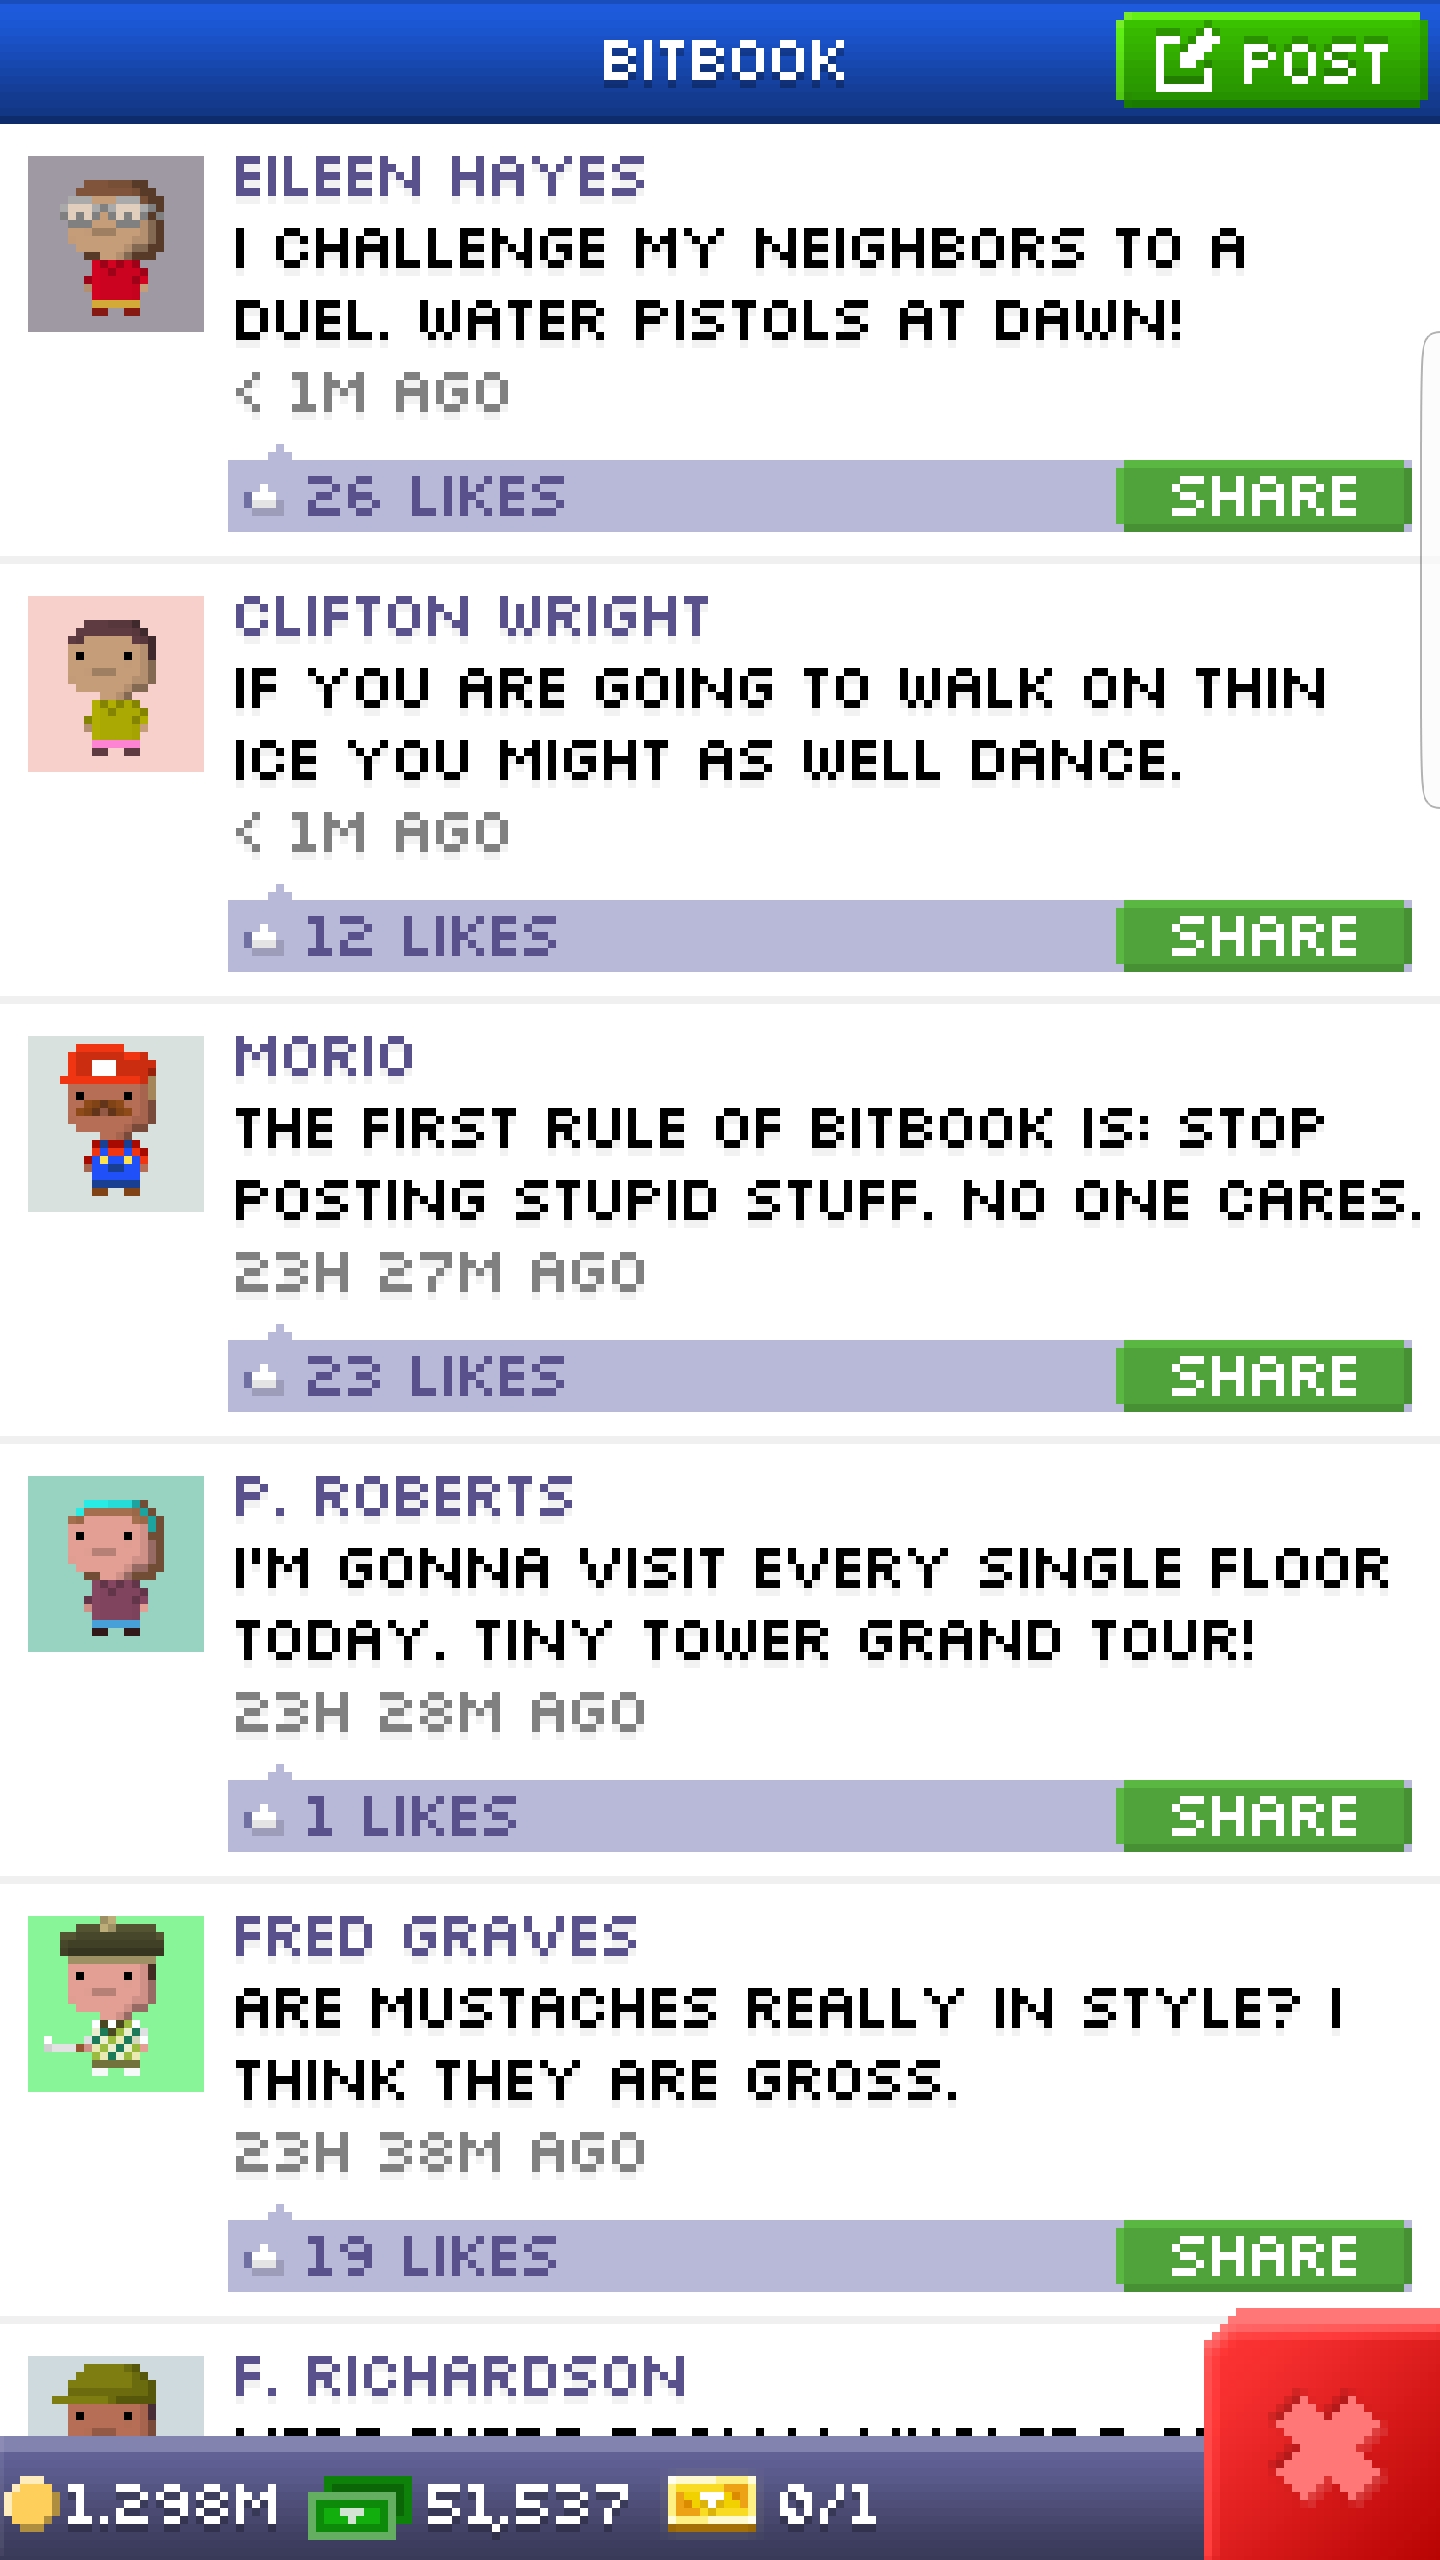 BITBOOK
POST
EILEEN HAYES
I CHALLENGE MY NEIGHBORS TO A
DUEL. WATER PISTOLS AT DAWN!
< 1M AGO
26 LIKES
SHARE
CLIFTON WRIGHT
IF YOU ARE GOING TO WALK ON THIN
ICE YOU MIGHT AS WELL DANCE.
< 1M AGO
12 LIKES
SHARE
MORIO
THE FIRST RULE OF BITBOOK IS: STOP
POSTING STUPID STUFF. NO ONE CARES.
23H 27M AGO
23 LIKES
SHARE
P. ROBERTS
I'M GONNA VISIT EVERY SINGLE FLOOR
TODAY. TINY TOWER GRAND TOUR!
23H 28M AGO
1 LIKES
SHARE
FRED GRAVES
ARE MUSTACHES REALLY IN STYLE? I
THINK THEY ARE GROSS.
23H 38M AGO
19 LIKES
SHARE
F. RICHARDSON
1.298M 51,537 0/1